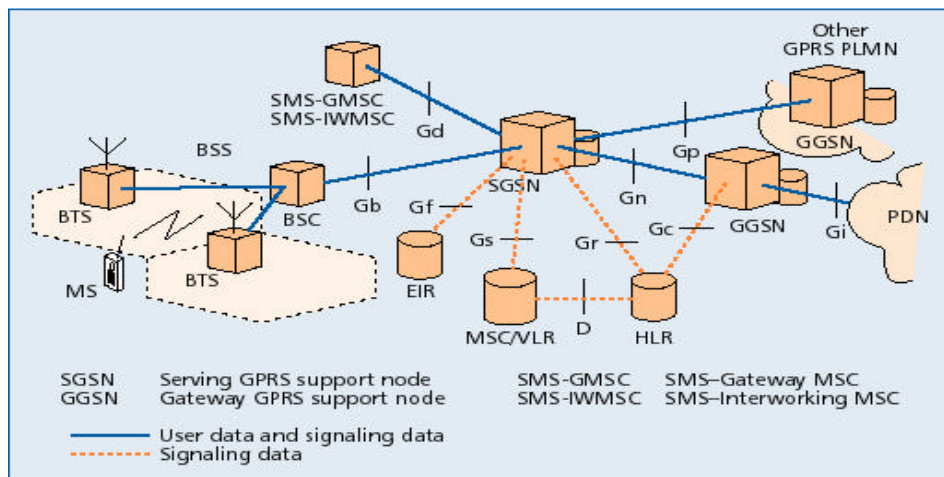 Other
GPRS PLMN
SMS-GMSC
SMS-IWMSC
Gd
BSS
Gp
GGSN
SGSN
BTS
BSC
Gb
Gn
GGSN
Gi
PDN
Gf
Gs
Gr
Gc
MS
BTS
EIR
MSC/VLR
D
HLR
SGSN Serving GPRS support node
GGSN Gateway GPRS support node
SMS-GMSC SMS–Gateway MSC
SMS-IWMSC SMS–Interworking MSC
User data and signaling data
Signaling data